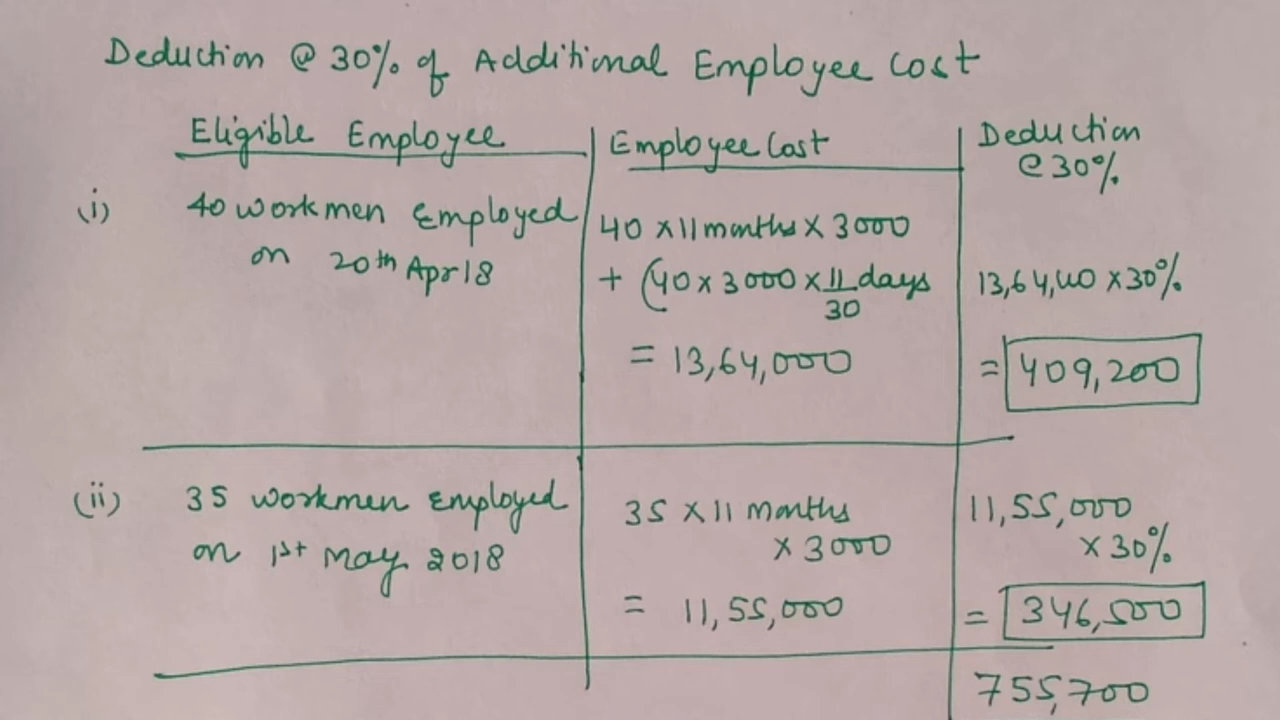 Deduction @ 30% of Additional Employee Cost
Eligible Employee
Employee Cost
Deduction
@ 30%
(i)
40 workmen Employed
on 20th Apr 18
40 x 11 months x 3000
+ (40 x 3000 x 11 days
30
= 13,64,000
13,64,00 x 30%
= 409,200
(ii)
35 workmen Employed
on 1st May 2018
35 x 11 months
x 3000
= 11,55,000
11,55,000
x 30%
= 346,500
755,700